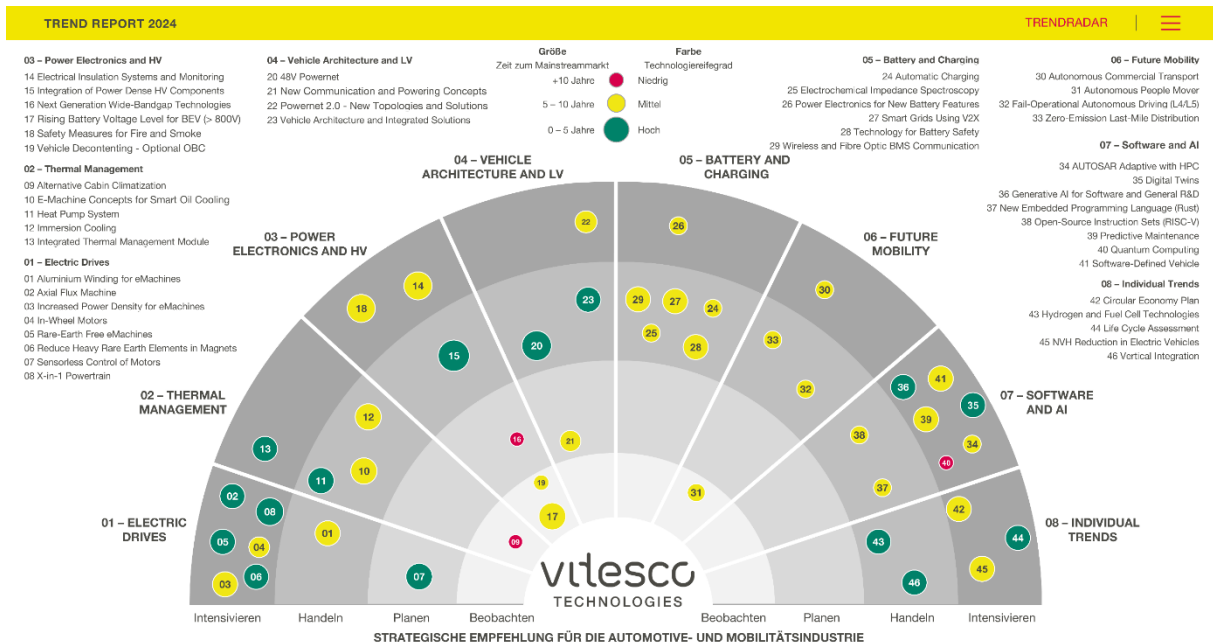 TREND REPORT 2024
TRENDRADAR
03 – Power Electronics and HV
14 Electrical Insulation Systems and Monitoring
15 Integration of Power Dense HV Components
16 Next Generation Wide-Bandgap Technologies
17 Rising Battery Voltage Level for BEV (> 800V)
18 Safety Measures for Fire and Smoke
19 Vehicle Decontenting - Optional OBC
02 – Thermal Management
09 Alternative Cabin Climatization
10 E-Machine Concepts for Smart Oil Cooling
11 Heat Pump System
12 Immersion Cooling
13 Integrated Thermal Management Module
01 – Electric Drives
01 Aluminium Winding for eMachines
02 Axial Flux Machine
03 Increased Power Density for eMachines
04 In-Wheel Motors
05 Rare-Earth Free eMachines
06 Reduce Heavy Rare Earth Elements in Magnets
07 Sensorless Control of Motors
08 X-in-1 Powertrain
04 – Vehicle Architecture and LV
20 48V Powernet
21 New Communication and Powering Concepts
22 Powernet 2.0 - New Topologies and Solutions
23 Vehicle Architecture and Integrated Solutions
Größe
Zeit zum Mainstreammarkt
Farbe
Technologiereifegrad
+10 Jahre
Niedrig
5 – 10 Jahre
Mittel
0 – 5 Jahre
Hoch
05 – Battery and Charging
24 Automatic Charging
25 Electrochemical Impedance Spectroscopy
26 Power Electronics for New Battery Features
27 Smart Grids Using V2X
28 Technology for Battery Safety
29 Wireless and Fibre Optic BMS Communication
06 – Future Mobility
30 Autonomous Commercial Transport
31 Autonomous People Mover
32 Fail-Operational Autonomous Driving (L4/L5)
33 Zero-Emission Last-Mile Distribution
07 – Software and AI
34 AUTOSAR Adaptive with HPC
35 Digital Twins
36 Generative AI for Software and General R&D
37 New Embedded Programming Language (Rust)
38 Open-Source Instruction Sets (RISC-V)
39 Predictive Maintenance
40 Quantum Computing
41 Software-Defined Vehicle
08 – Individual Trends
42 Circular Economy Plan
43 Hydrogen and Fuel Cell Technologies
44 Life Cycle Assessment
45 NVH Reduction in Electric Vehicles
46 Vertical Integration
04 – VEHICLE
ARCHITECTURE AND LV
05 – BATTERY AND
CHARGING
03 – POWER
ELECTRONICS AND HV
06 – FUTURE
MOBILITY
02 – THERMAL
MANAGEMENT
07 – SOFTWARE
AND AI
01 – ELECTRIC
DRIVES
08 – INDIVIDUAL
TRENDS
22
26
14
18
30
23
29
27
24
25
28
33
20
15
36
41
35
32
12
39
34
38
40
16
21
13
10
11
37
19
31
02
08
17
42
01
05
04
09
43
44
03
06
07
46
45
vitesco
TECHNOLOGIES
Intensivieren
Handeln
Planen
Beobachten
Beobachten
Planen
Handeln
Intensivieren
STRATEGISCHE EMPFEHLUNG FÜR DIE AUTOMOTIVE- UND MOBILITÄTSINDUSTRIE